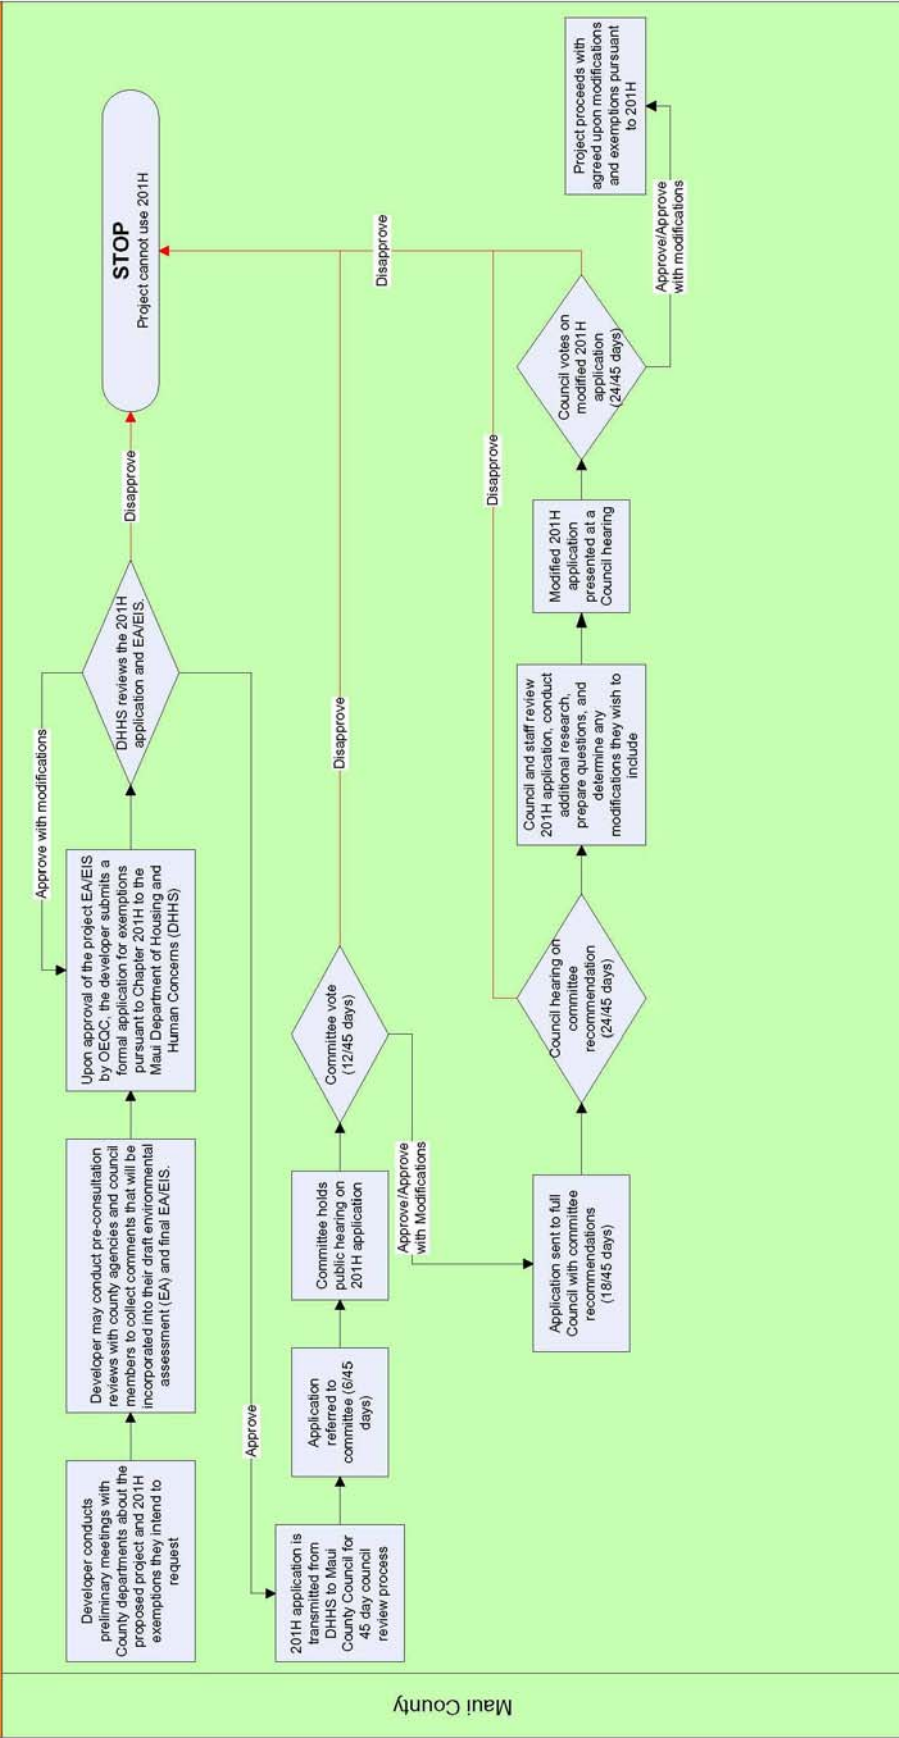 Maui County
Developer conducts
preliminary meetings with
County departments about the
proposed project and 201H
exemptions they intend to
request
Developer may conduct pre-consultation
reviews with county agencies and council
members to collect comments that will be
incorporated into their draft environmental
assessment (EA) and final EA/EIS.
Upon approval of the project EA/EIS
by OEQC, the developer submits a
formal application for exemptions
pursuant to Chapter 201H to the
Maui Department of Housing and
Human Concerns (DHHS)
Approve with modifications
DHHS reviews the 201H
application and EA/EIS.
Disapprove
STOP
Project cannot use 201H
Approve
201H application is
transmitted from
DHHS to Maui
County Council for
45 day council
review process
Application
referred to
committee (6/45
days)
Committee holds
public hearing on
201H application
Committee vote
(12/45 days)
Disapprove
Approve/Approve
with Modifications
Application sent to full
Council with committee
recommendations
(18/45 days)
Council hearing on
committee
recommendation
(24/45 days)
Disapprove
Council and staff review
201H application, conduct
additional research,
prepare questions, and
determine any
modifications they wish to
include
Modified 201H
application
presented at a
Council hearing
Council votes on
modified 201H
application
(24/45 days)
Disapprove
Approve/Approve
with modifications
Project proceeds with
agreed upon modifications
and exemptions pursuant
to 201H